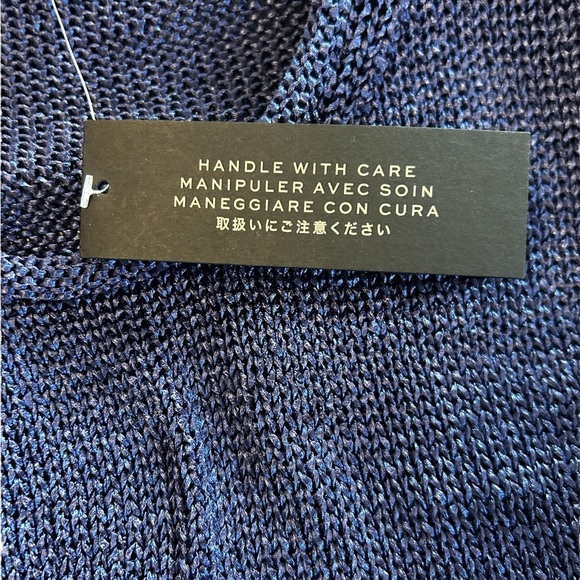 HANDLE WITH CARE
MANIPULER AVEC SOIN
MANEGGIARE CON CURA
取扱いにご注意ください